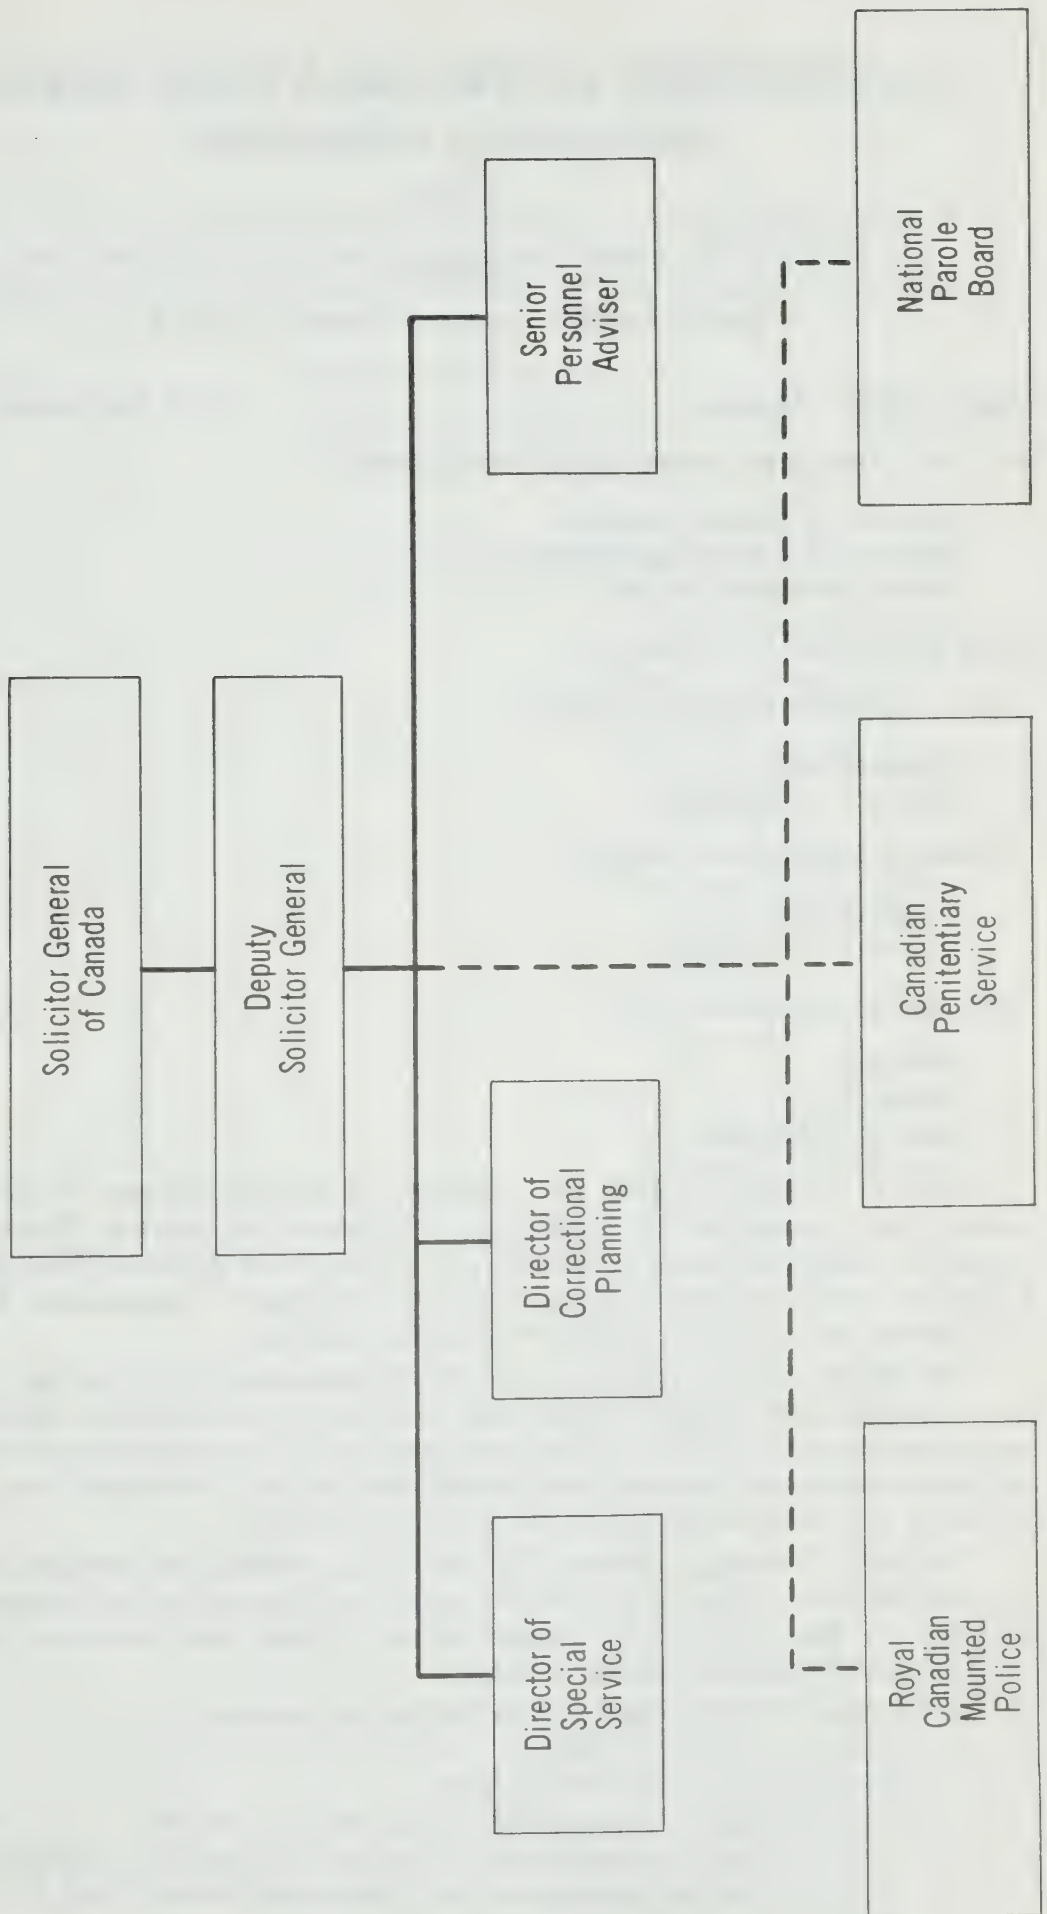 Solicitor General
of Canada
Deputy
Solicitor General
Director of
Special
Service
Director of
Correctional
Planning
Senior
Personnel
Adviser
Royal
Canadian
Mounted
Police
Canadian
Penitentiary
Service
National
Parole
Board